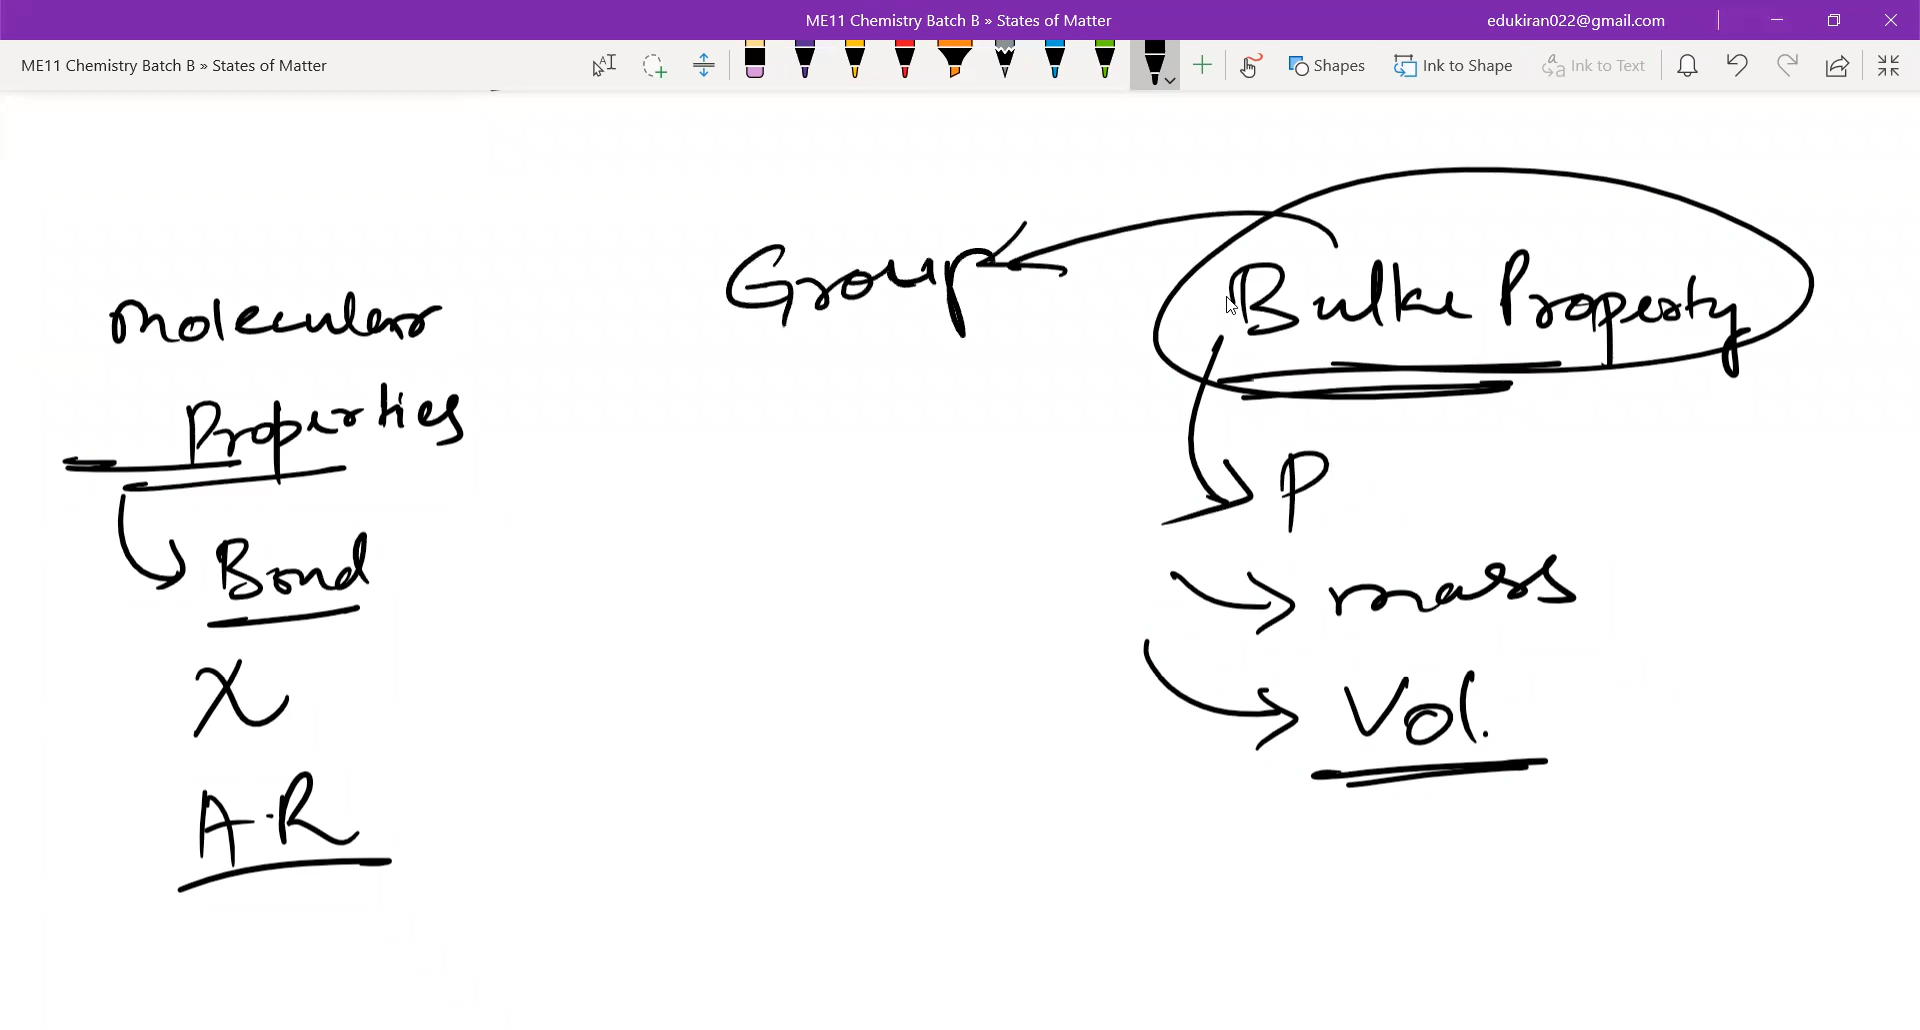 ME11 Chemistry Batch B » States of Matter
edukiran022@gmail.com
ME11 Chemistry Batch B » States of Matter
Shapes
Ink to Shape
Ink to Text
Group
Bulke Property
molecular
Properties
Bond
X
A.R
P
mass
Vol.